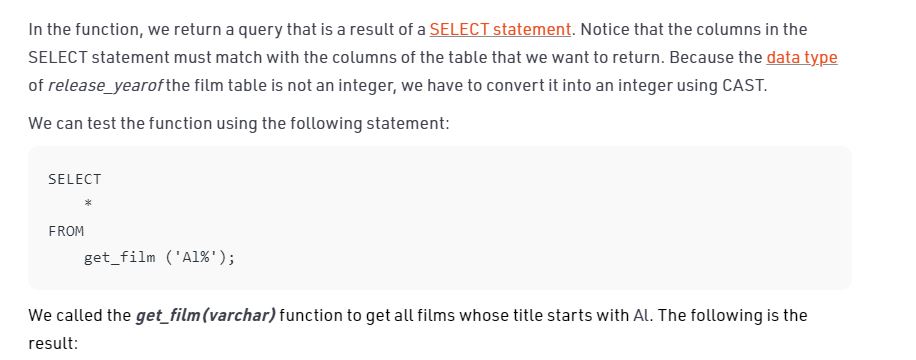 In the function, we return a query that is a result of a SELECT statement. Notice that the columns in the
SELECT statement must match with the columns of the table that we want to return. Because the data type
of release_yearof the film table is not an integer, we have to convert it into an integer using CAST.
We can test the function using the following statement:
SELECT
*
FROM
get_film ('Al%');
We called the get_film(varchar) function to get all films whose title starts with Al. The following is the
result: